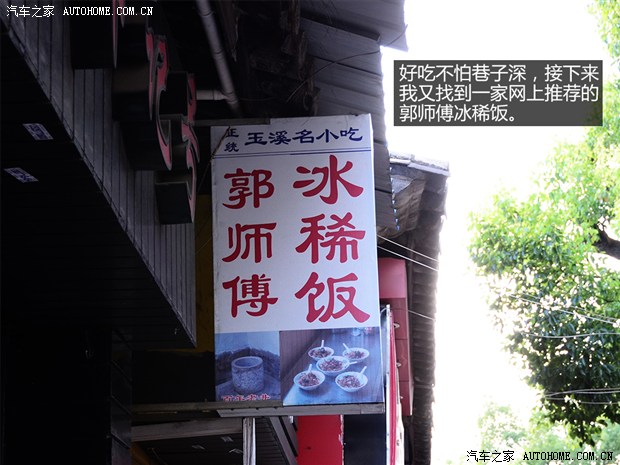 汽车之家 AUTOHOME.COM.CN
好吃不怕巷子深，接下来
我又找到一家网上推荐的
郭师傅冰稀饭。
正统 玉溪名小吃
郭师傅
冰稀饭
汽车之家 AUTOHOME.COM.CN